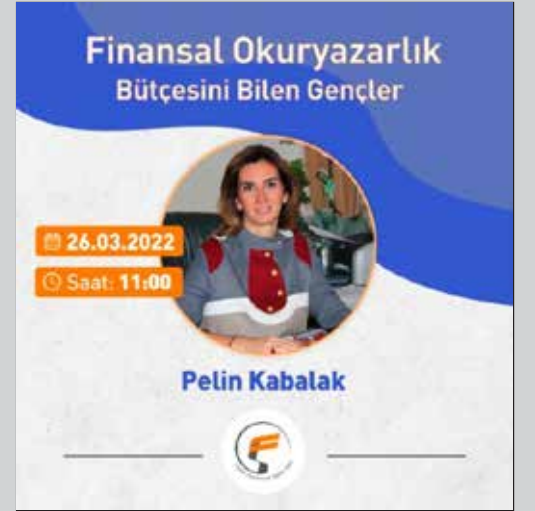 Finansal Okuryazarlık
Bütçesini Bilen Gençler
26.03.2022
Saat: 11:00
Pelin Kabalak